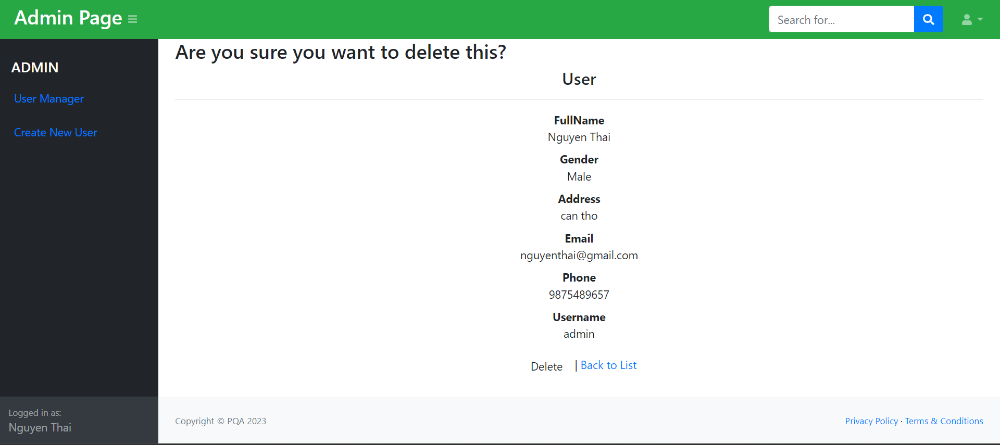 Admin Page
Search for...
ADMIN
User Manager
Create New User
Logged in as:
Nguyen Thai
Are you sure you want to delete this?
User
FullName
Nguyen Thai
Gender
Male
Address
can tho
Email
nguyenthai@gmail.com
Phone
9875489657
Username
admin
Delete | Back to List
Copyright © PQA 2023
Privacy Policy · Terms & Conditions